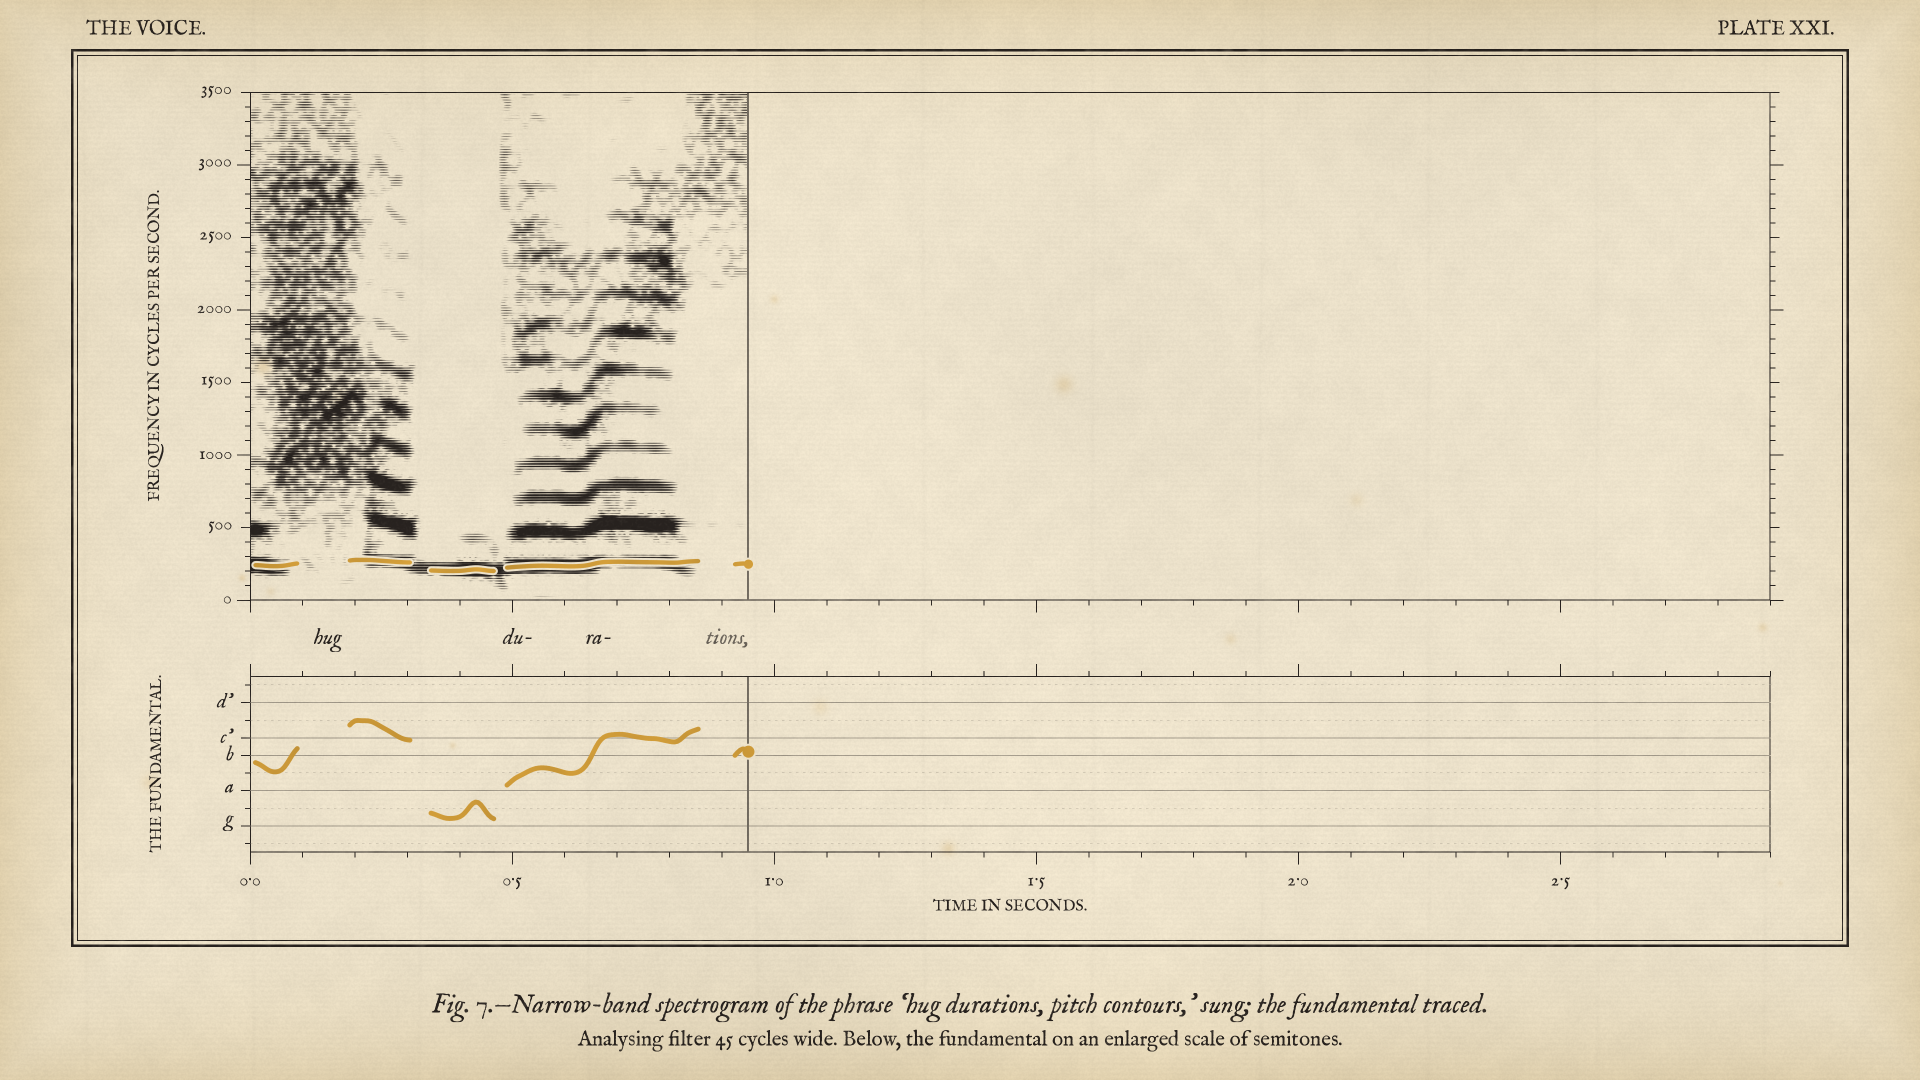 THE VOICE.
PLATE XXI.
3500
3000
2500
2000
1500
1000
500
0
FREQUENCY IN CYCLES PER SECOND.
hug du- ra- tions,
d’
c’
b
a
g
THE FUNDAMENTAL.
0·0 0·5 1·0 1·5 2·0 2·5
TIME IN SECONDS.
Fig. 7.—Narrow-band spectrogram of the phrase ‘hug durations, pitch contours,’ sung; the fundamental traced.
Analysing filter 45 cycles wide. Below, the fundamental on an enlarged scale of semitones.